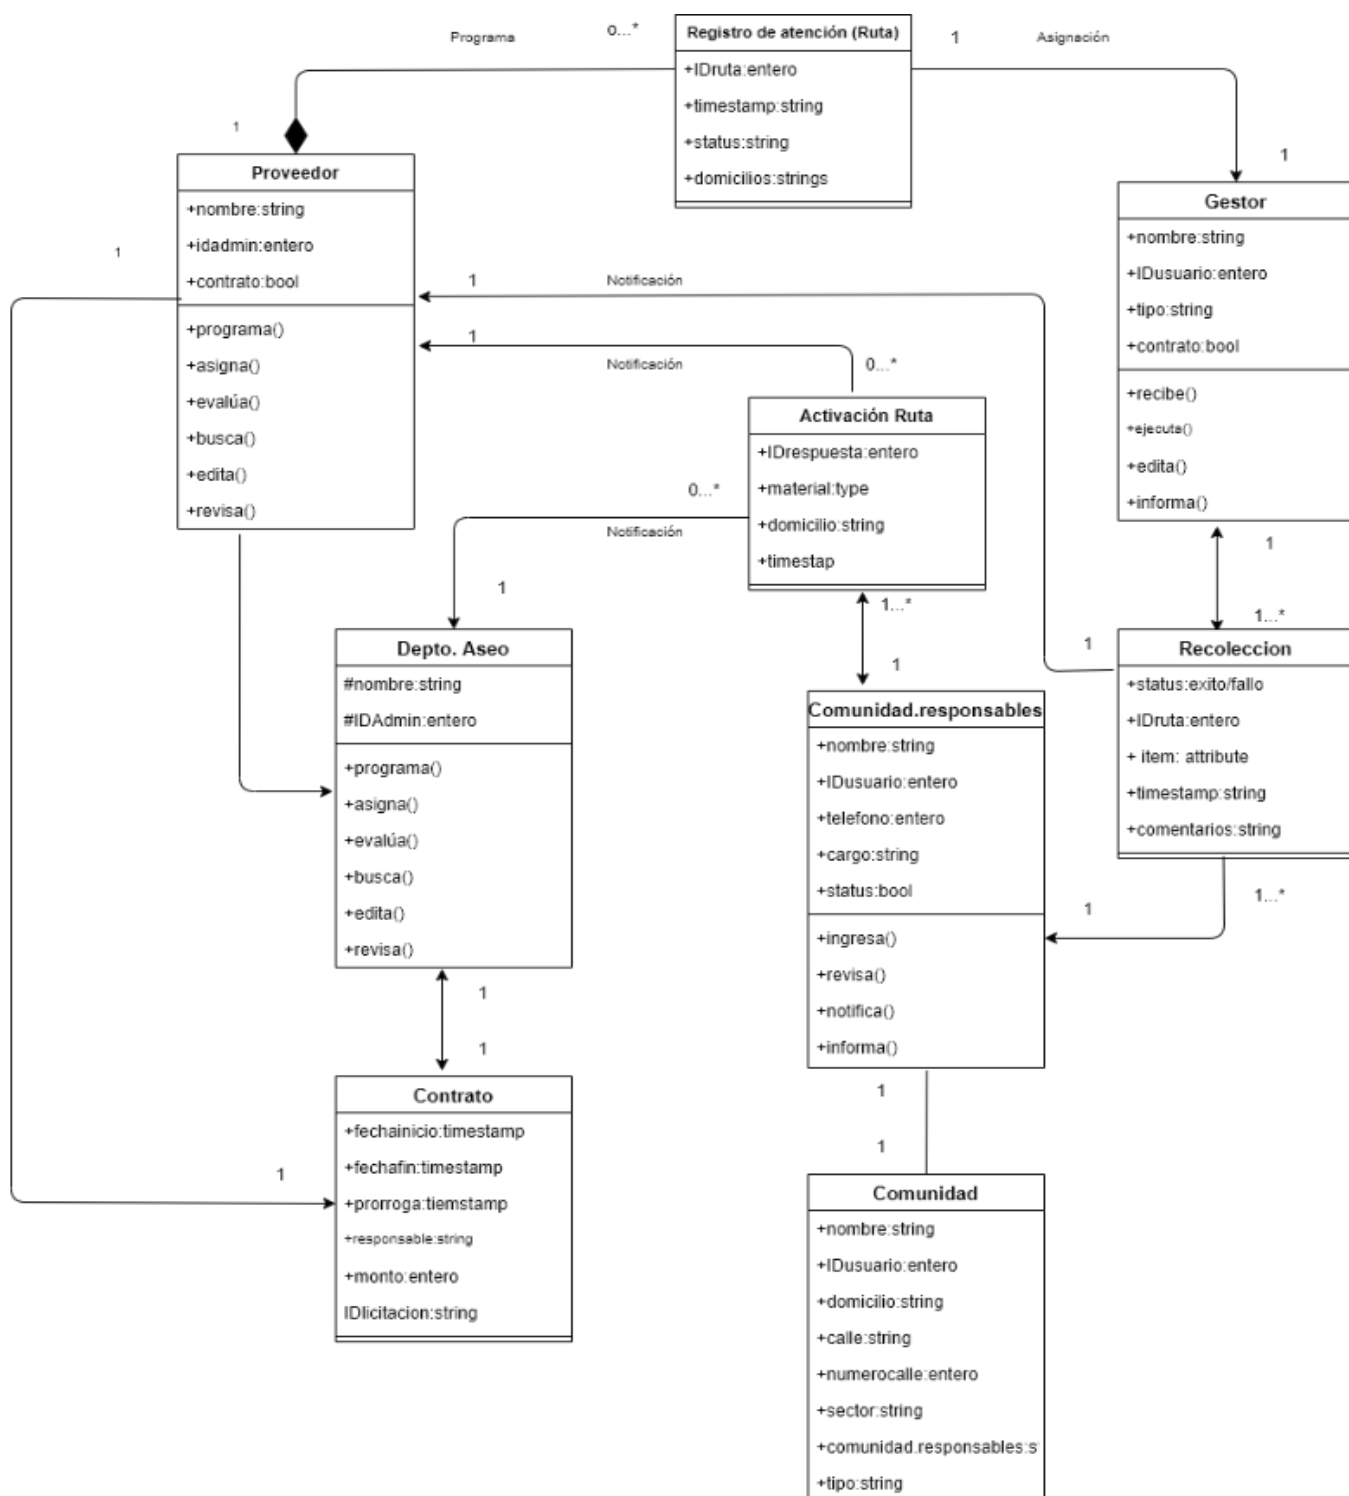 Programa
0...*
Registro de atención (Ruta)
+IDruta:entero
+timestamp:string
+status:string
+domicilios:strings
1
Asignación
1
1
Proveedor
+nombre:string
+idadmin:entero
+contrato:bool
+programa()
+asigna()
+evalúa()
+busca()
+edita()
+revisa()
1
Gestor
+nombre:string
+IDusuario:entero
+tipo:string
+contrato:bool
+recibe()
+ejecuta()
+edita()
+informa()
1
Notificación
1
Notificación
0...*
Activación Ruta
+IDrespuesta:entero
+material:type
+domicilio:string
+timestap
0...*
Notificación
1
1...*
1
1
1...*
1
Depto. Aseo
#nombre:string
#IDAdmin:entero
+programa()
+asigna()
+evalúa()
+busca()
+edita()
+revisa()
Comunidad.responsables
+nombre:string
+IDusuario:entero
+telefono:entero
+cargo:string
+status:bool
+ingresa()
+revisa()
+notifica()
+informa()
Recoleccion
+status:exito/fallo
+IDruta:entero
+ item: attribute
+timestamp:string
+comentarios:string
1...*
1
1
1
1
Contrato
+fechainicio:timestamp
+fechafin:timestamp
+prorroga:tiemstamp
+responsable:string
+monto:entero
IDlicitacion:string
1
1
Comunidad
+nombre:string
+IDusuario:entero
+domicilio:string
+calle:string
+numerocalle:entero
+sector:string
+comunidad.responsables:s
+tipo:string